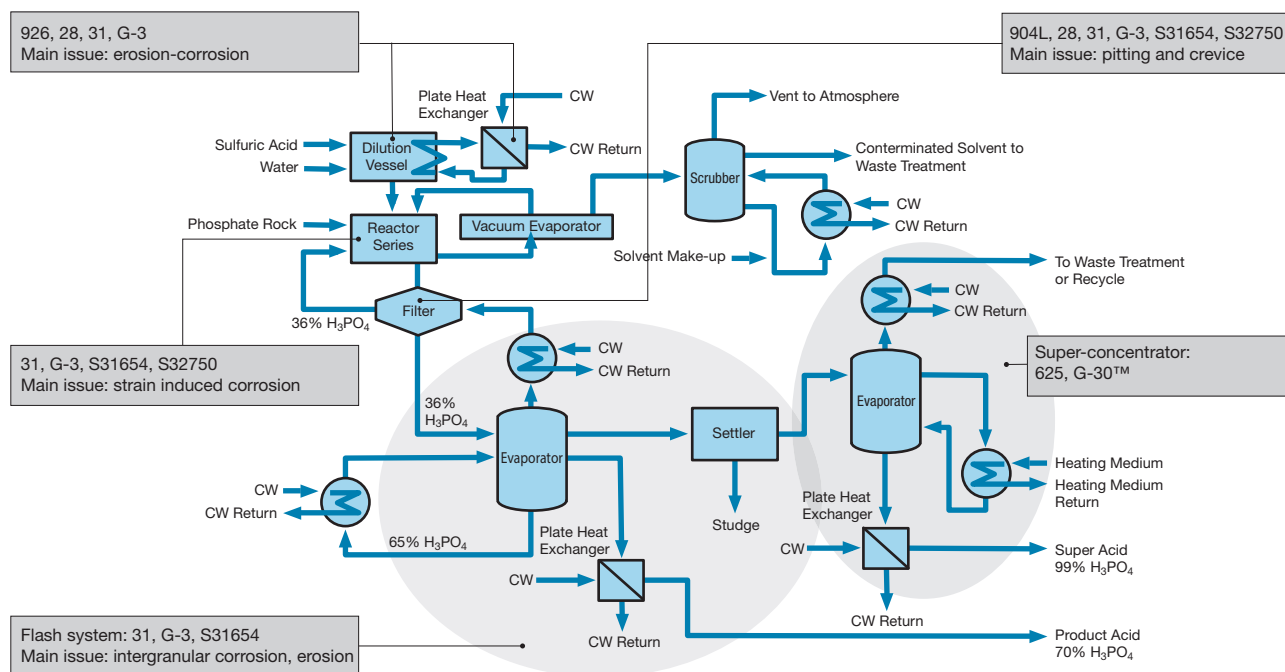 926, 28, 31, G-3
Main issue: erosion-corrosion
904L, 28, 31, G-3, S31654, S32750
Main issue: pitting and crevice
Plate Heat
Exchanger
CW
CW Return
Sulfuric Acid
Water
Dilution
Vessel
Vent to Atmosphere
Scrubber
Conterminated Solvent to
Waste Treatment
CW
CW Return
Solvent Make-up
Phosphate Rock
Reactor
Series
Vacuum Evaporator
Filter
36% H₃PO₄
31, G-3, S31654, S32750
Main issue: strain induced corrosion
CW
CW Return
To Waste Treatment
or Recycle
CW
CW Return
Super-concentrator:
625, G-30™
36%
H₃PO₄
Evaporator
Settler
Studge
Evaporator
CW
CW Return
65% H₃PO₄
Heating Medium
Heating Medium
Return
Plate Heat
Exchanger
CW
CW Return
Plate Heat
Exchanger
CW
CW Return
Super Acid
99% H₃PO₄
Product Acid
70% H₃PO₄
Flash system: 31, G-3, S31654
Main issue: intergranular corrosion, erosion